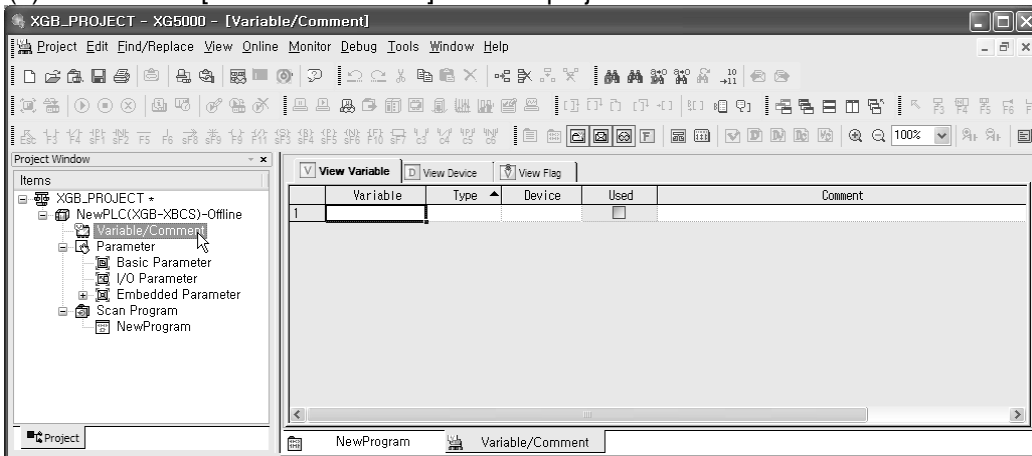 XGB_PROJECT - XG5000 - [Variable/Comment]
Project Edit Find/Replace View Online Monitor Debug Tools Window Help
100%
Project Window
Items
XGB_PROJECT *
NewPLC(XGB-XBCS)-Offline
Variable/Comment
Parameter
Basic Parameter
I/O Parameter
Embedded Parameter
Scan Program
NewProgram
Project
V View Variable D View Device View Flag
Variable Type Device Used Comment
1
NewProgram Variable/Comment